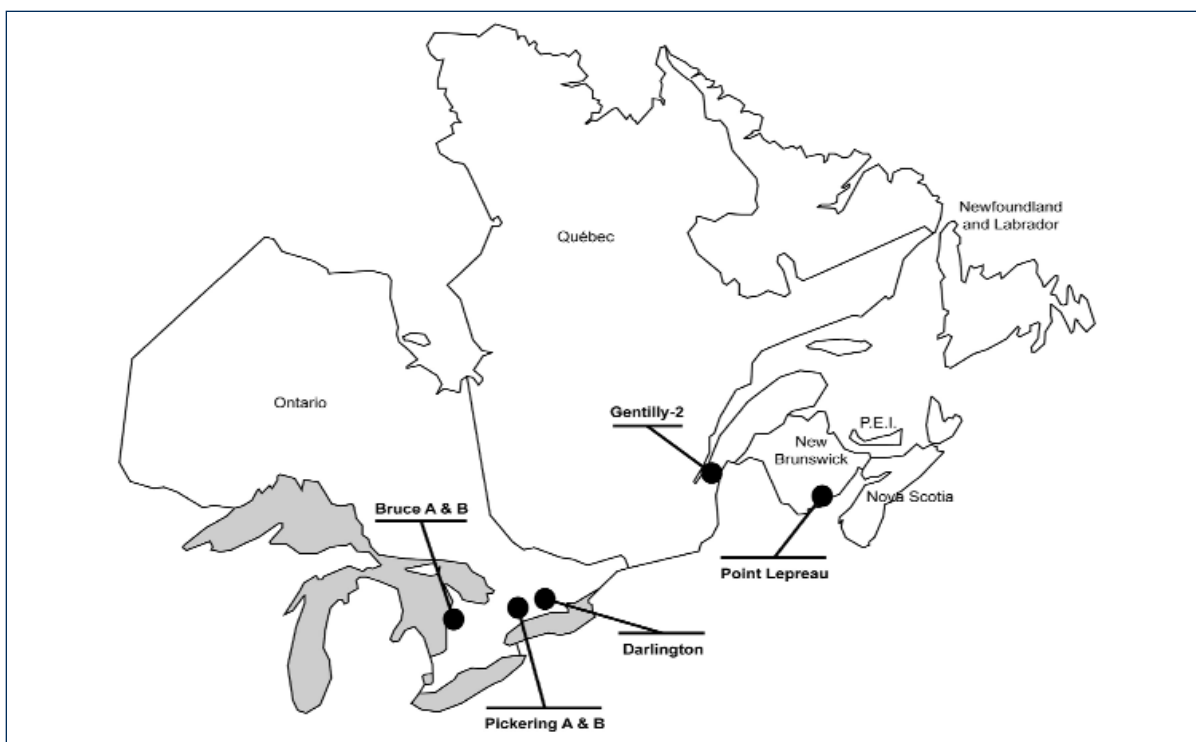 Newfoundland
and Labrador
Québec
Ontario
Gentilly-2
P.E.I.
New
Brunswick
Nova Scotia
Bruce A & B
Point Lepreau
Darlington
Pickering A & B